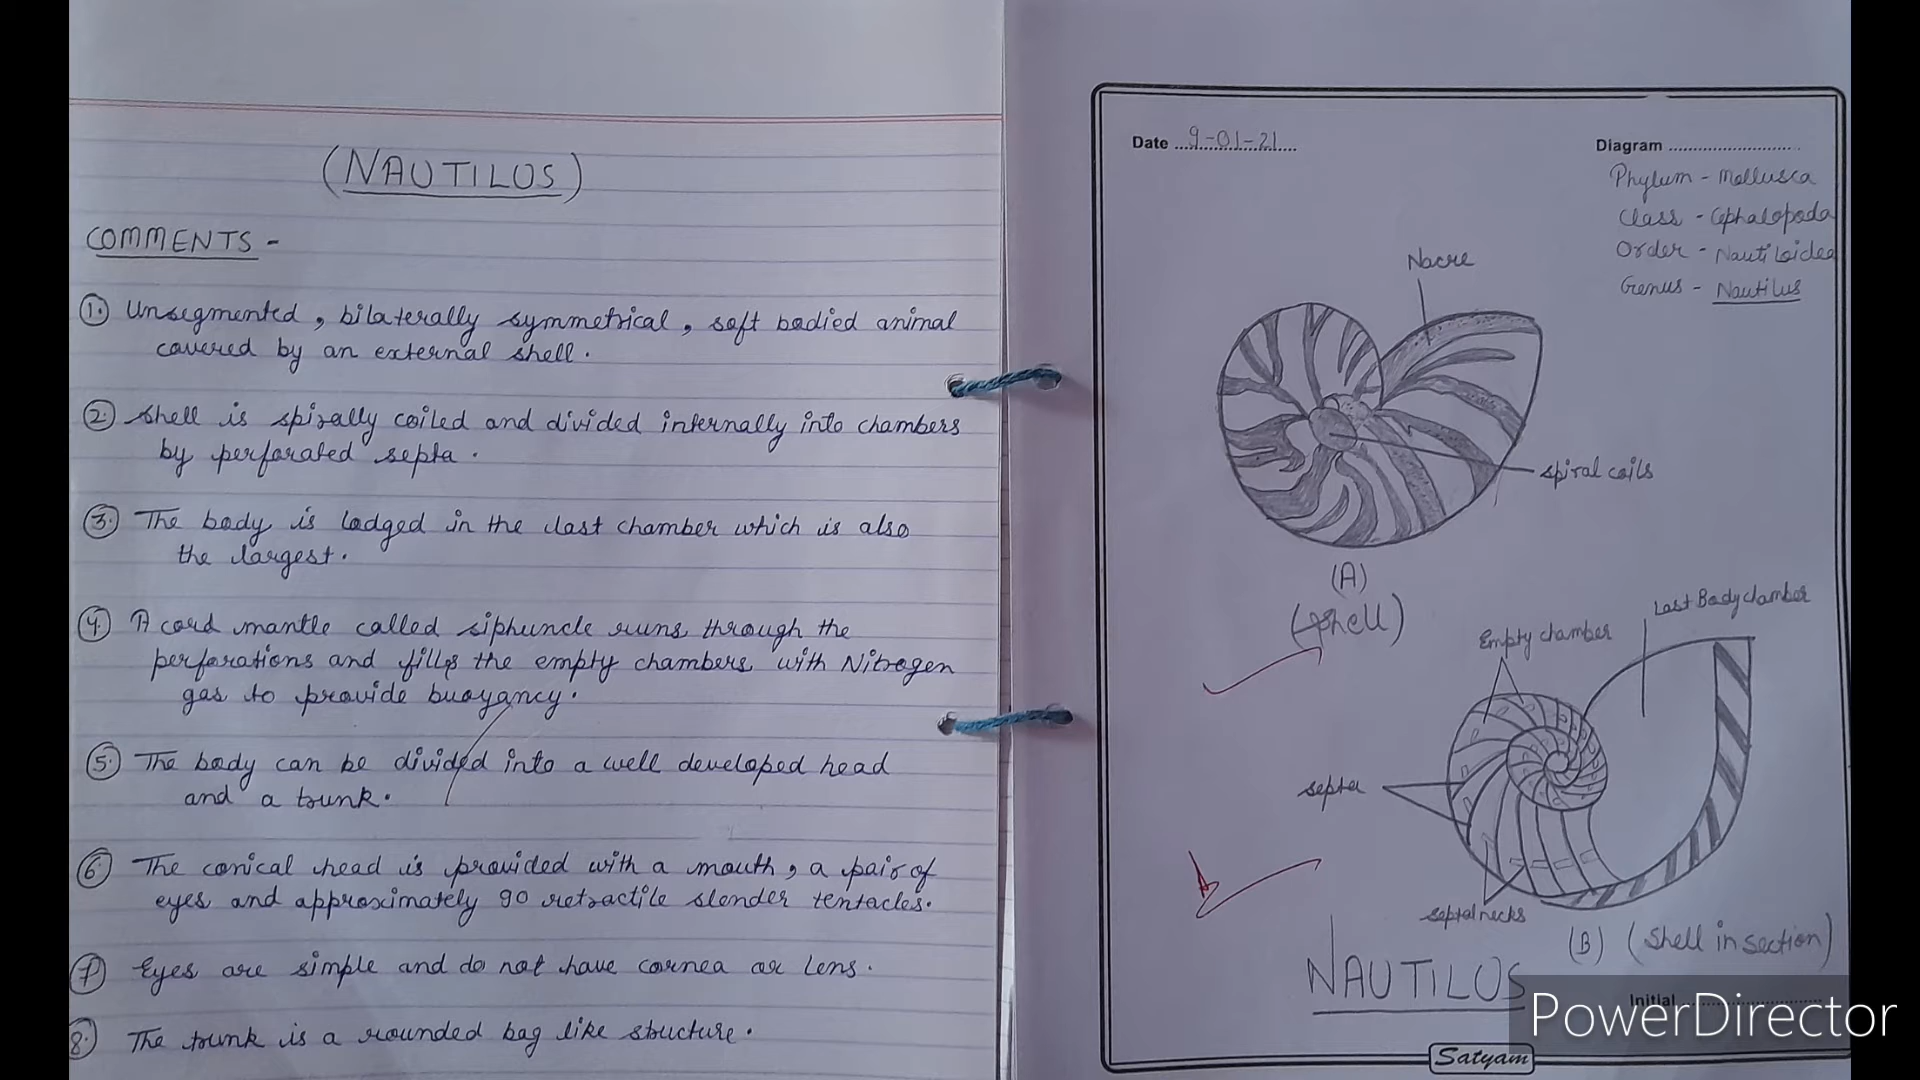 (NAUTILUS)
COMMENTS -
1. Unsegmented, bilaterally symmetrical, soft bodied animal
covered by an external shell.
2. Shell is spirally coiled and divided internally into chambers
by perforated septa.
3. The body is lodged in the last chamber which is also
the largest.
4. A cord mantle called siphuncle runs through the
perforations and fills the empty chambers with Nitrogen
gas to provide buoyancy.
5. The body can be divided into a well developed head
and a trunk.
6. The conical head is provided with a mouth, a pair of
eyes and approximately 90 retractile slender tentacles.
7. Eyes are simple and do not have cornea or lens.
8. The trunk is a rounded bag like structure.
Date 9-01-21
Diagram
Phylum - Mollusca
Class - Cephalopoda
Order - Nautiloidea
Genus - Nautilus
Nacre
spiral coils
(A)
(shell)
Last Body chamber
Empty chamber
septa
septal necks
(B) (Shell in section)
NAUTILUS
Initial
PowerDirector
Satyam